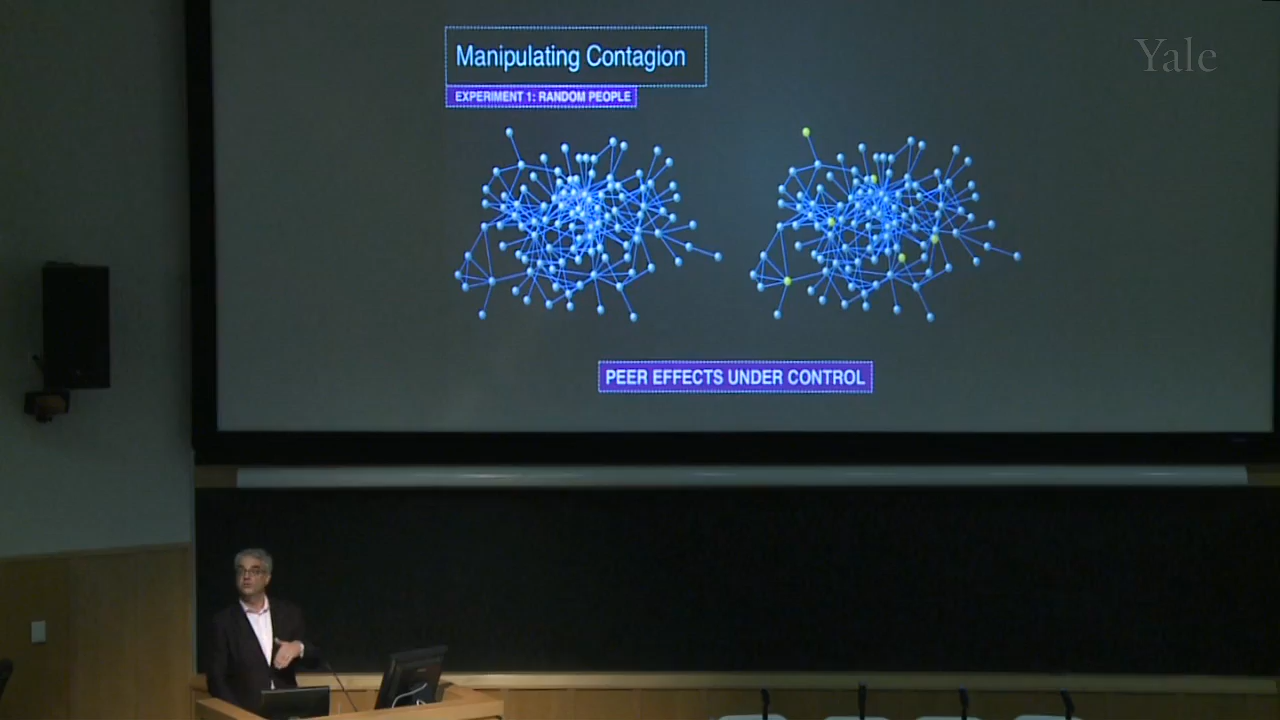 Manipulating Contagion
Yale
EXPERIMENT 1: RANDOM PEOPLE
PEER EFFECTS UNDER CONTROL